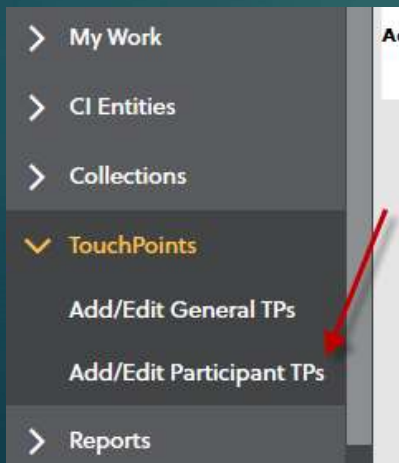 My Work
CI Entities
Collections
TouchPoints
Add/Edit General TPs
Add/Edit Participant TPs
Reports